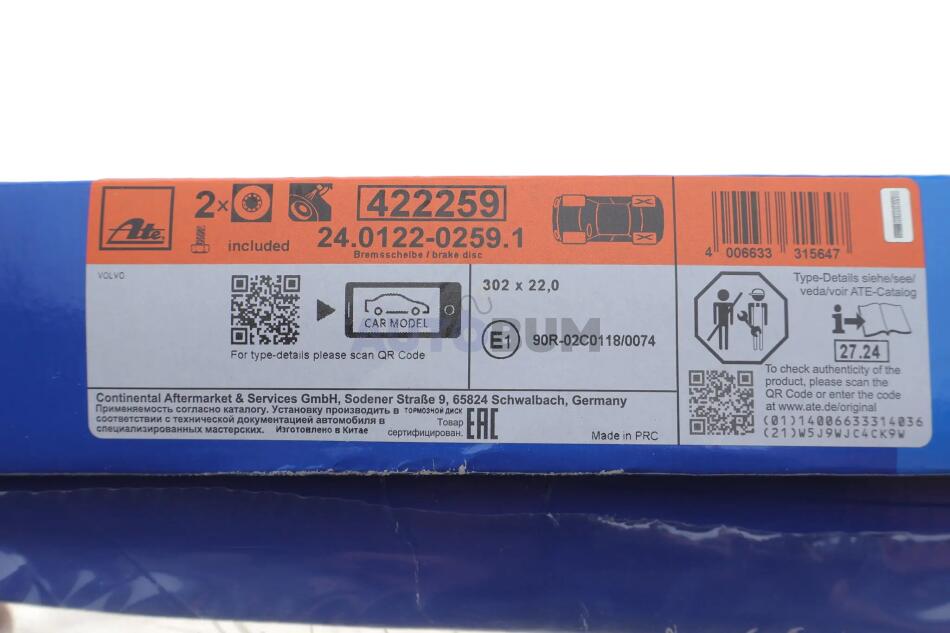 Ate
2x
422259
included
24.0122-0259.1
Bremsscheibe / brake disc
4 006633 315647
VOLVO
CAR MODEL
For type-details please scan QR Code
302 x 22,0
E1
90R-02C0118/0074
AUTOBUM
Type-Details siehe/see/
veda/voir ATE-Catalog
i
27.24
To check authenticity of the
product, please scan the
QR Code or enter the code
at www.ate.de/original
(01)14006633314036
(21)W5J9WJC4CK9W
Continental Aftermarket & Services GmbH, Sodener Straße 9, 65824 Schwalbach, Germany
Применяемость согласно каталогу. Установку производить в ТОРМОЗНОЙ ДИСК
соответствии с технической документацией автомобиля в Товар
специализированных мастерских. Изготовлено в Китае сертифицирован. EAC
Made in PRC